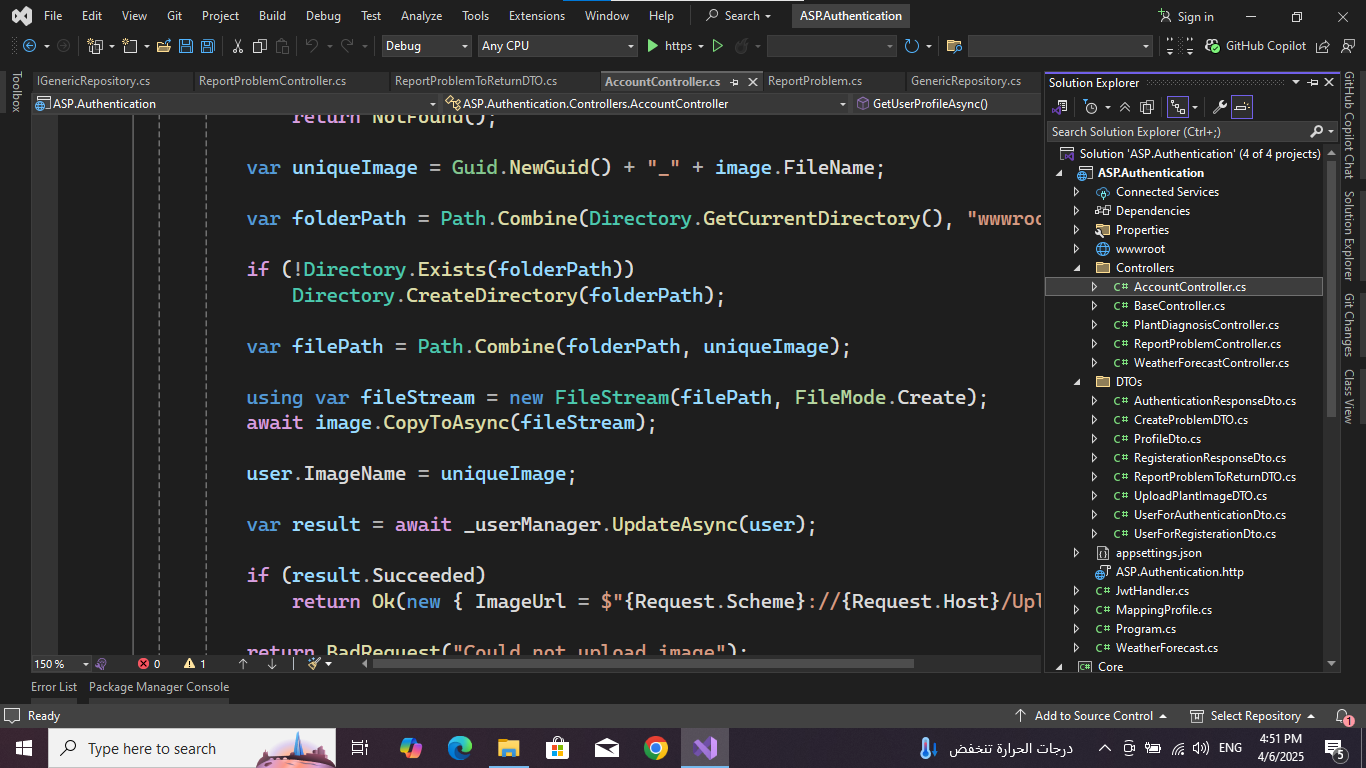 File Edit View Git Project Build Debug Test Analyze Tools Extensions Window Help Search ASP.Authentication Sign in
Debug Any CPU https GitHub Copilot
Toolbox
IGenericRepository.cs ReportProblemController.cs ReportProblemToReturnDTO.cs AccountController.cs ReportProblem.cs GenericRepository.cs
ASP.Authentication ASP.Authentication.Controllers.AccountController GetUserProfileAsync()
return NotFound();
var uniqueImage = Guid.NewGuid() + "_" + image.FileName;
var folderPath = Path.Combine(Directory.GetCurrentDirectory(), "wwwroo
if (!Directory.Exists(folderPath))
Directory.CreateDirectory(folderPath);
var filePath = Path.Combine(folderPath, uniqueImage);
using var fileStream = new FileStream(filePath, FileMode.Create);
await image.CopyToAsync(fileStream);
user.ImageName = uniqueImage;
var result = await _userManager.UpdateAsync(user);
if (result.Succeeded)
return Ok(new { ImageUrl = $"{Request.Scheme}://{Request.Host}/Upl
return BadRequest("Could not upload image");
150 % 0 1
Error List Package Manager Console
Solution Explorer
Search Solution Explorer (Ctrl+;)
Solution 'ASP.Authentication' (4 of 4 projects)
ASP.Authentication
Connected Services
Dependencies
Properties
wwwroot
Controllers
C# AccountController.cs
C# BaseController.cs
C# PlantDiagnosisController.cs
C# ReportProblemController.cs
C# WeatherForecastController.cs
DTOs
C# AuthenticationResponseDto.cs
C# CreateProblemDTO.cs
C# ProfileDto.cs
C# RegisterationResponseDto.cs
C# ReportProblemToReturnDTO.cs
C# UploadPlantImageDTO.cs
C# UserForAuthenticationDto.cs
C# UserForRegisterationDto.cs
appsettings.json
ASP.Authentication.http
C# JwtHandler.cs
C# MappingProfile.cs
C# Program.cs
C# WeatherForecast.cs
C# Core
GitHub Copilot Chat
Solution Explorer
Git Changes
Class View
Ready Add to Source Control Select Repository 1
Type here to search درجات الحرارة تنخفض ENG 4:51 PM
4/6/2025 5